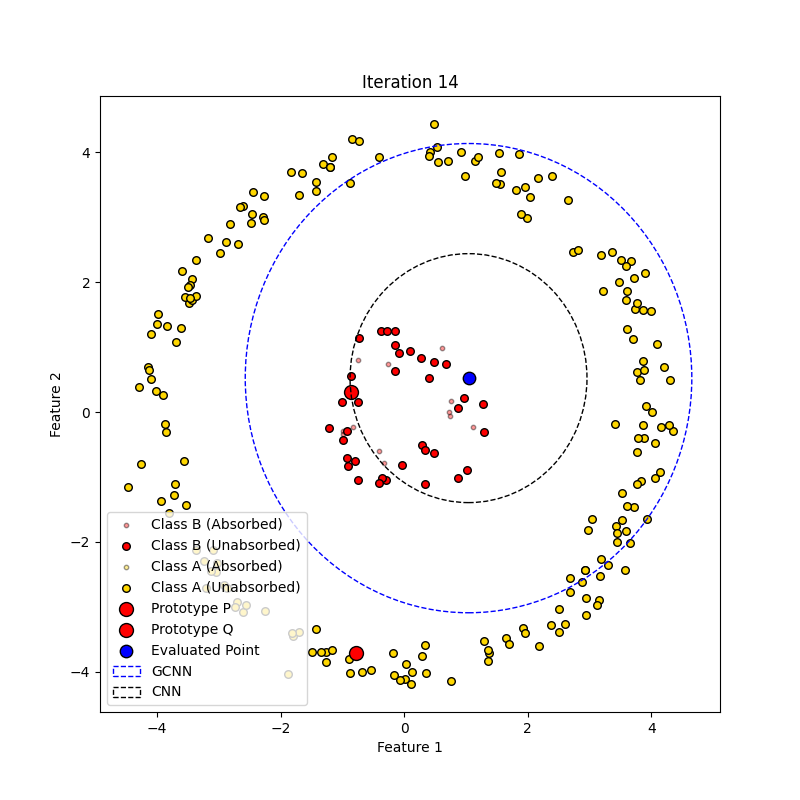 Iteration 14
Feature 2
4
2
0
−2
−4
Class B (Absorbed)
Class B (Unabsorbed)
Class A (Absorbed)
Class A (Unabsorbed)
Prototype P
Prototype Q
Evaluated Point
GCNN
CNN
−4 −2 0 2 4
Feature 1